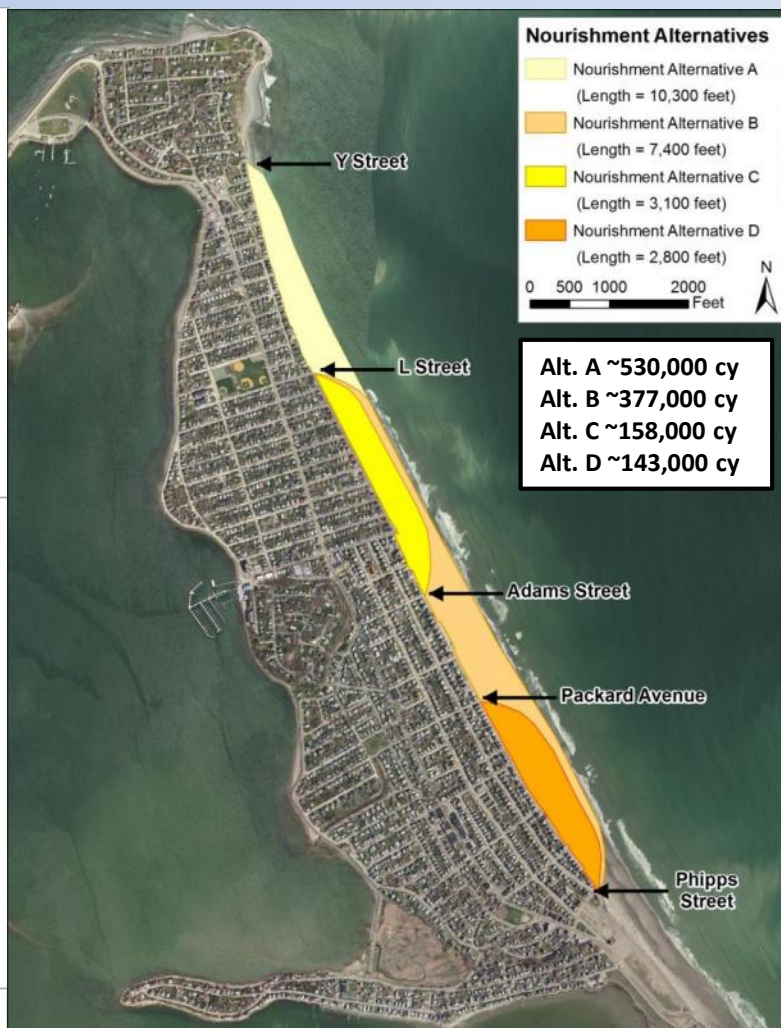 Nourishment Alternatives
Nourishment Alternative A
(Length = 10,300 feet)
Nourishment Alternative B
(Length = 7,400 feet)
Nourishment Alternative C
(Length = 3,100 feet)
Nourishment Alternative D
(Length = 2,800 feet)
N
0 500 1000 2000
Feet
Alt. A ~530,000 cy
Alt. B ~377,000 cy
Alt. C ~158,000 cy
Alt. D ~143,000 cy
Y Street
L Street
Adams Street
Packard Avenue
Phipps
Street